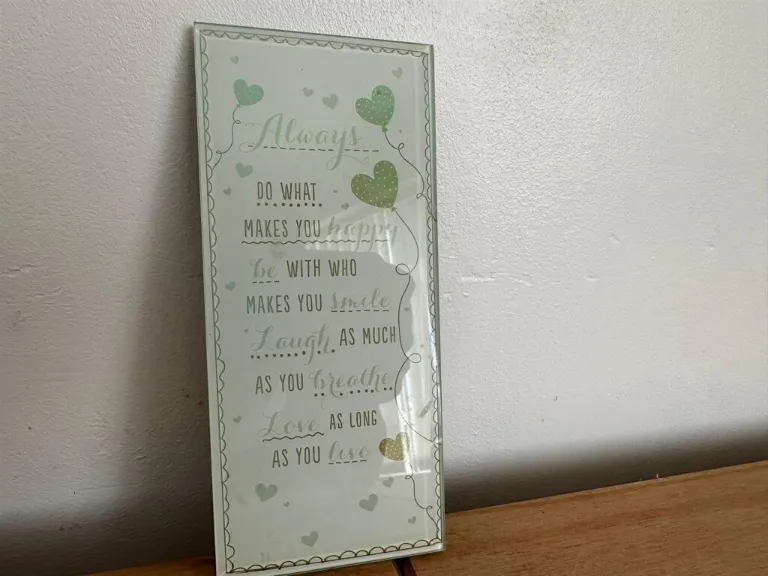 Always
DO WHAT
MAKES YOU happy
be WITH WHO
MAKES YOU smile
Laugh AS MUCH
AS YOU breathe
Love AS LONG
AS YOU live